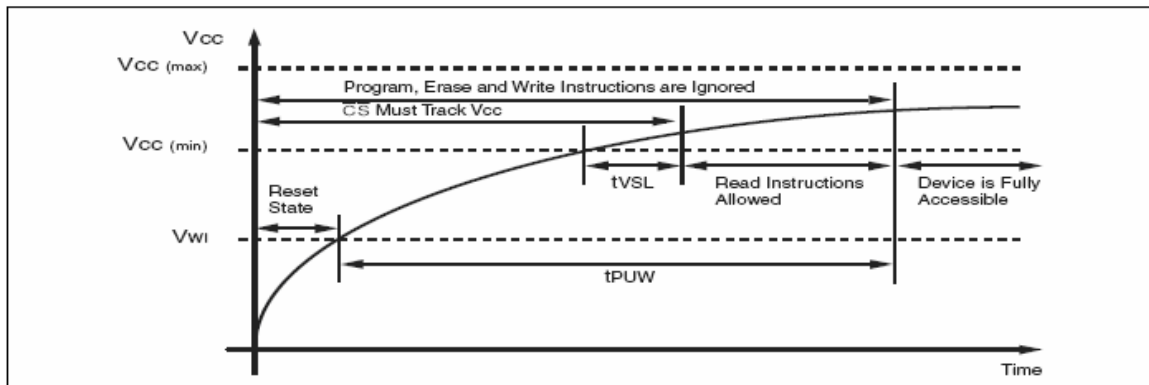 Vcc
Vcc (max)
Program, Erase and Write Instructions are Ignored
CS Must Track Vcc
Vcc (min)
Reset
State
tVSL
Read Instructions
Allowed
Device is Fully
Accessible
VWI
tPUW
Time